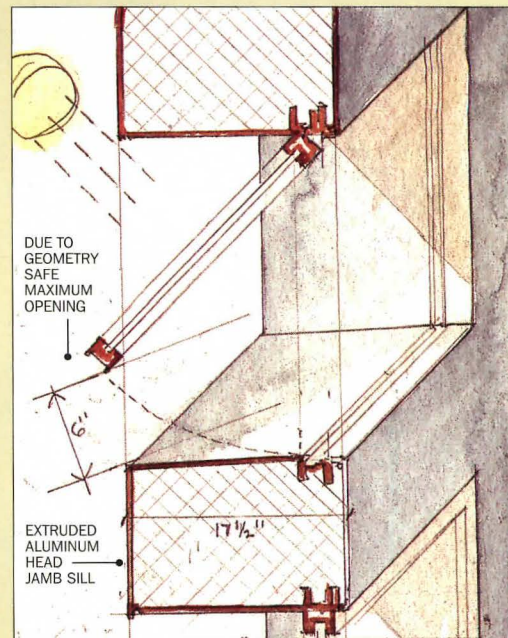 DUE TO
GEOMETRY
SAFE
MAXIMUM
OPENING
6"
17 1/2"
EXTRUDED
ALUMINUM
HEAD
JAMB SILL